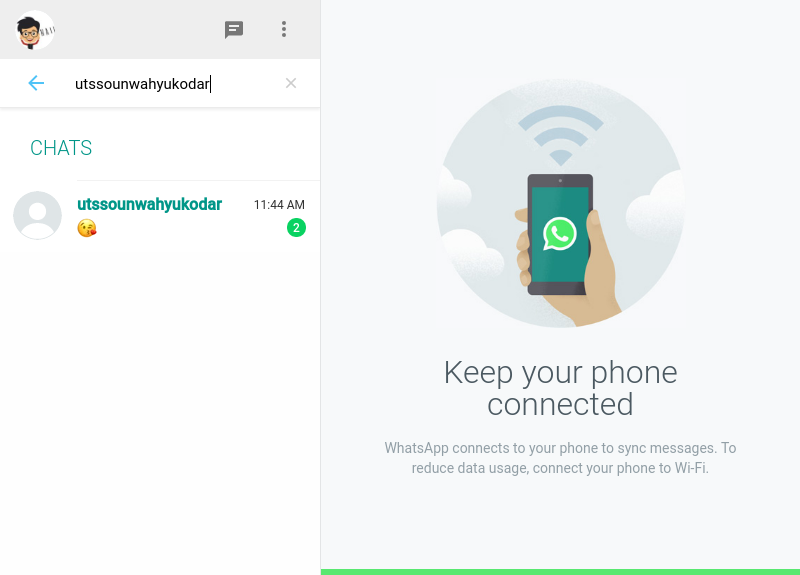 utssounwahyukodar
CHATS
utssounwahyukodar 11:44 AM
😘 2
Keep your phone
connected
WhatsApp connects to your phone to sync messages. To
reduce data usage, connect your phone to Wi-Fi.